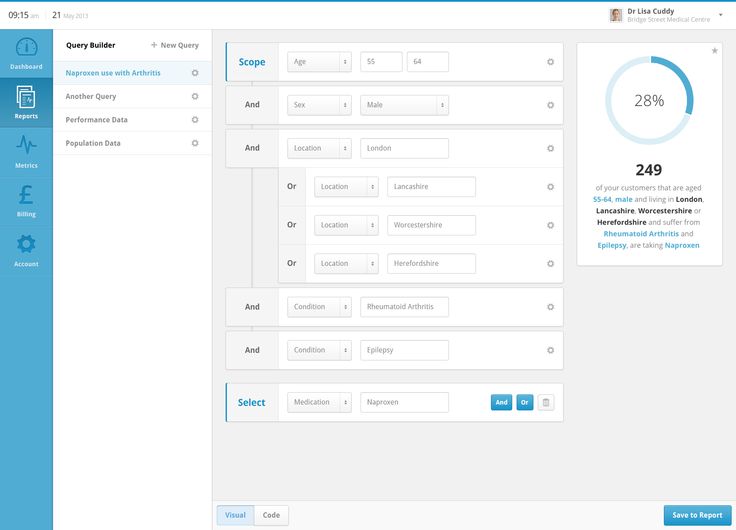 09:15 am | 21 May 2013
Dr Lisa Cuddy
Bridge Street Medical Centre
Dashboard
Reports
Metrics
£
Billing
Account
Query Builder
+ New Query
Naproxen use with Arthritis
Another Query
Performance Data
Population Data
Scope Age 55 64
And Sex Male
And Location London
Or Location Lancashire
Or Location Worcestershire
Or Location Herefordshire
And Condition Rheumatoid Arthritis
And Condition Epilepsy
Select Medication Naproxen And Or
28%
249
of your customers that are aged
55-64, male and living in London,
Lancashire, Worcestershire or
Herefordshire and suffer from
Rheumatoid Arthritis and
Epilepsy, are taking Naproxen
Visual Code
Save to Report